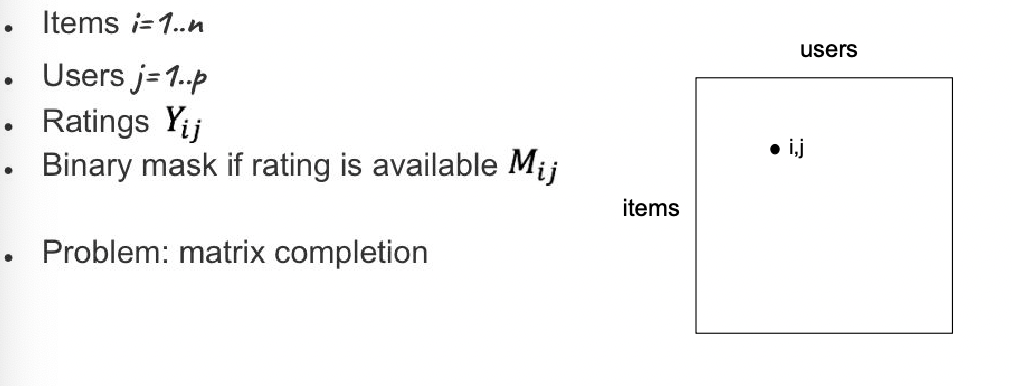 • Items i=1..n
• Users j=1..p
• Ratings Yij
• Binary mask if rating is available Mij
• Problem: matrix completion
users
• i,j
items